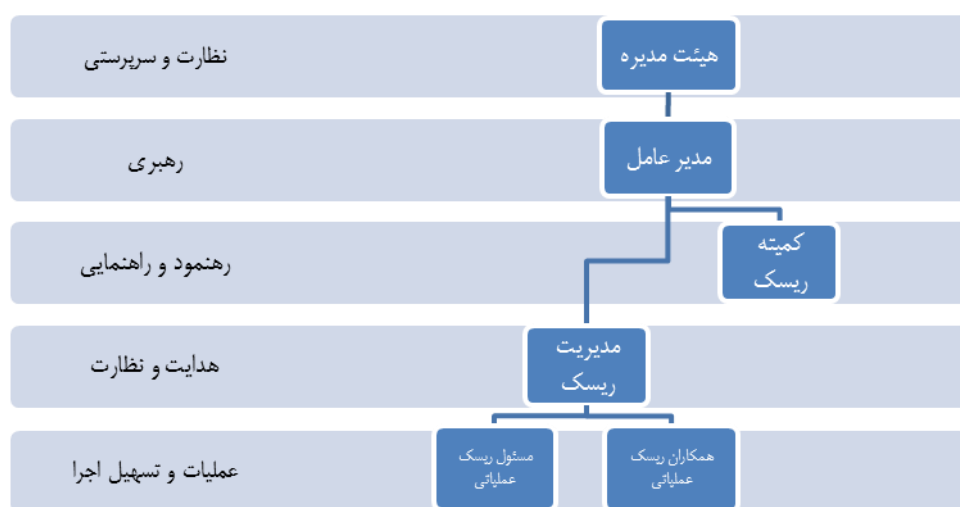 هیئت مدیره
نظارت و سرپرستی
مدیر عامل
رهبری
کمیته
ریسک
رهنمود و راهنمایی
مدیریت
ریسک
هدایت و نظارت
همکاران ریسک
عملیاتی
مسئول ریسک
عملیاتی
عملیات و تسهیل اجرا